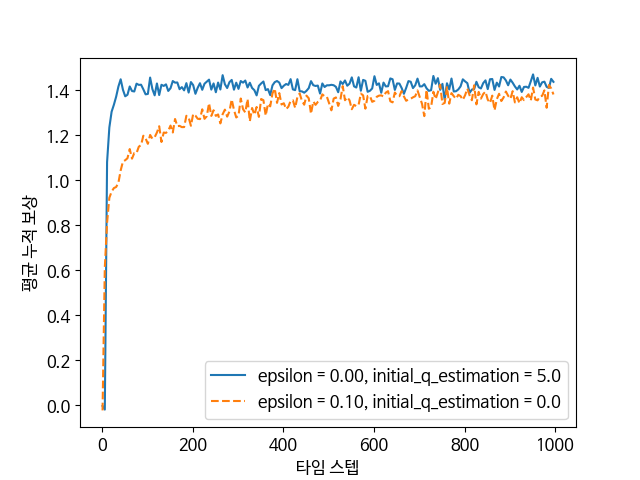 1.4
1.2
1.0
0.8
0.6
0.4
0.2
0.0
평균 누적 보상
epsilon = 0.00, initial_q_estimation = 5.0
epsilon = 0.10, initial_q_estimation = 0.0
0 200 400 600 800 1000
타임 스텝